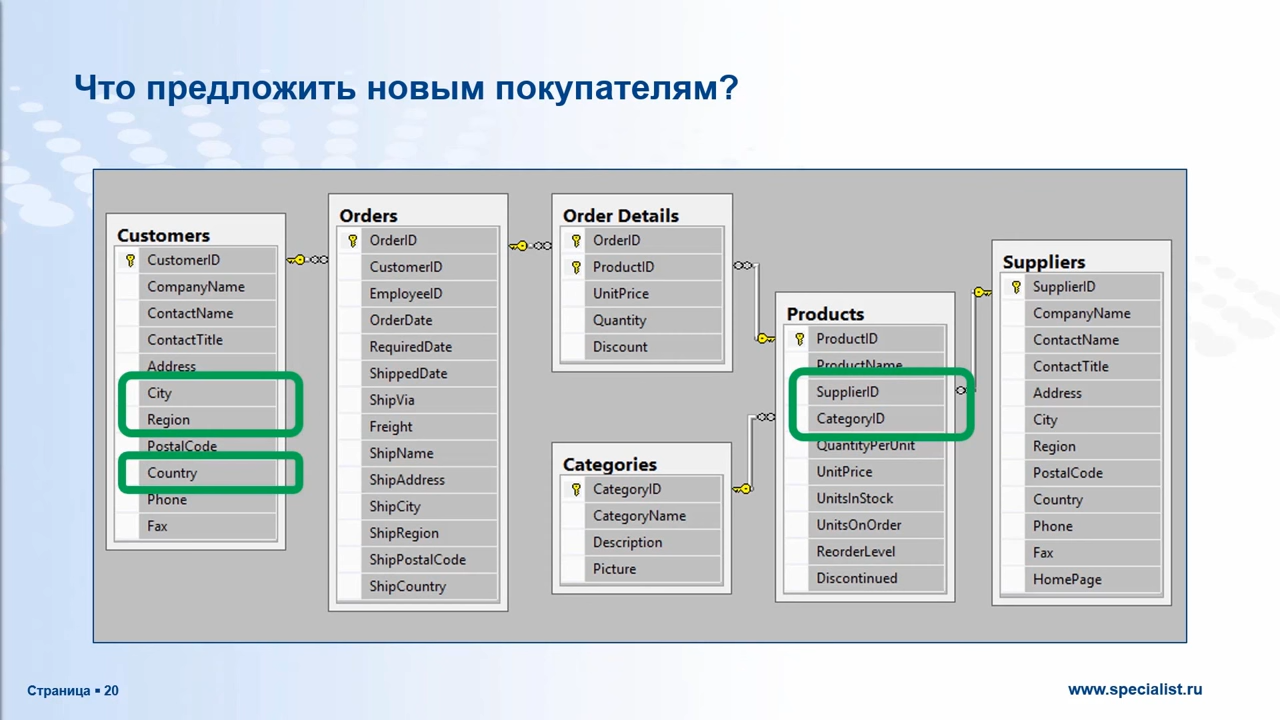 Что предложить новым покупателям?
Customers
CustomerID
CompanyName
ContactName
ContactTitle
Address
City
Region
PostalCode
Country
Phone
Fax
Orders
OrderID
CustomerID
EmployeeID
OrderDate
RequiredDate
ShippedDate
ShipVia
Freight
ShipName
ShipAddress
ShipCity
ShipRegion
ShipPostalCode
ShipCountry
Order Details
OrderID
ProductID
UnitPrice
Quantity
Discount
Categories
CategoryID
CategoryName
Description
Picture
Products
ProductID
ProductName
SupplierID
CategoryID
QuantityPerUnit
UnitPrice
UnitsInStock
UnitsOnOrder
ReorderLevel
Discontinued
Suppliers
SupplierID
CompanyName
ContactName
ContactTitle
Address
City
Region
PostalCode
Country
Phone
Fax
HomePage
Страница ▪ 20
www.specialist.ru